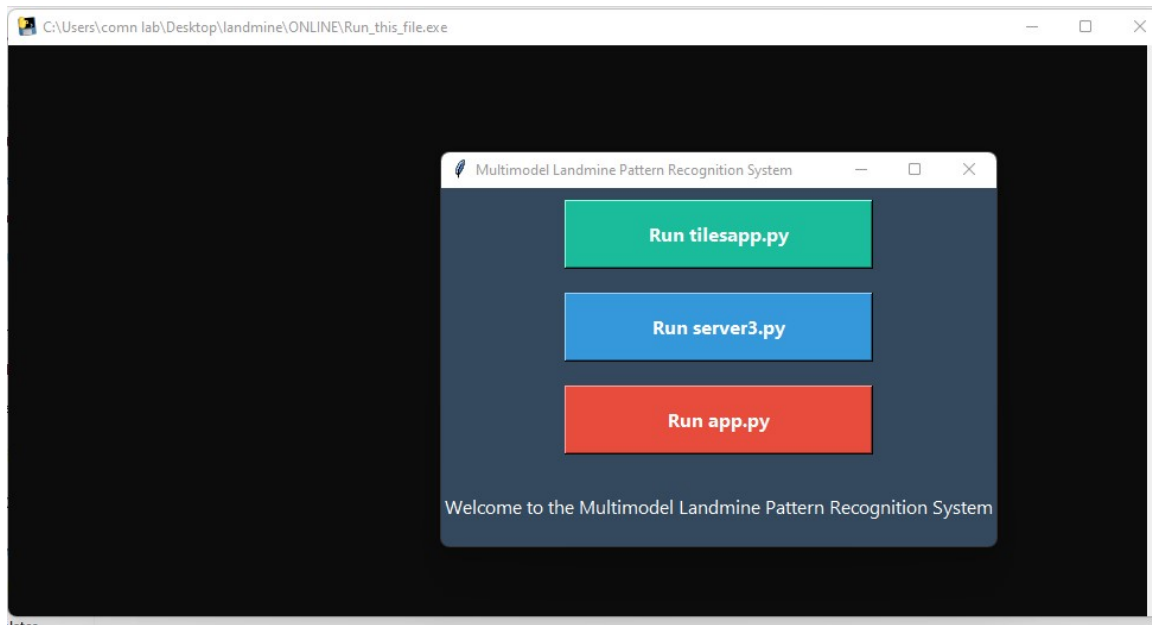 C:\Users\comn lab\Desktop\landmine\ONLINE\Run_this_file.exe
Multimodel Landmine Pattern Recognition System
Run tilesapp.py
Run server3.py
Run app.py
Welcome to the Multimodel Landmine Pattern Recognition System